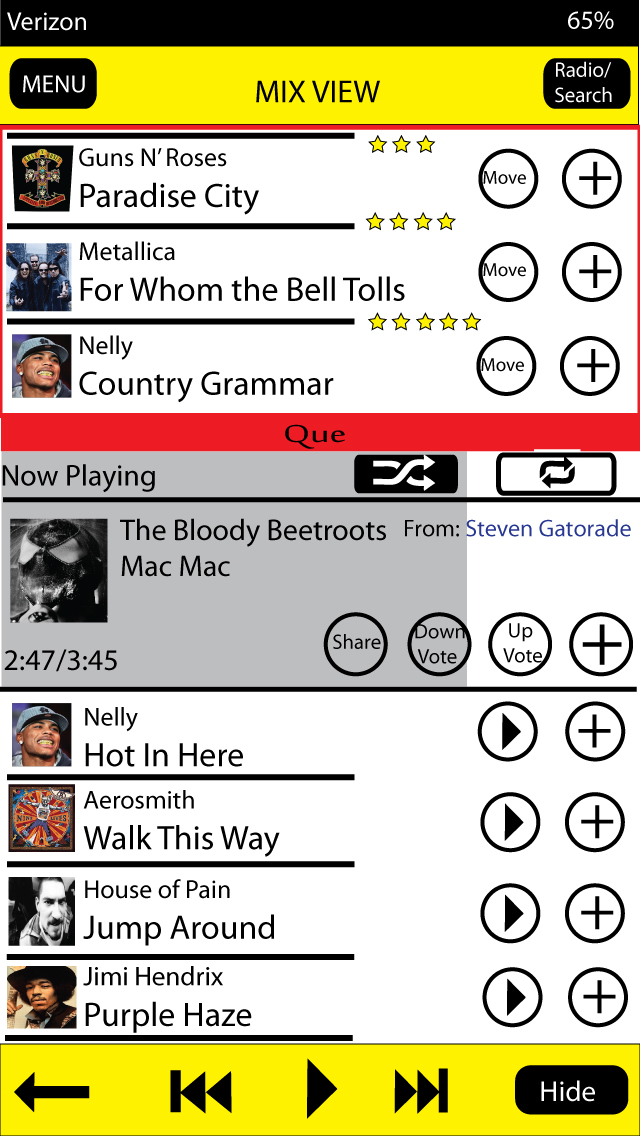 Verizon 65%
MENU MIX VIEW Radio/
Search
Guns N’ Roses
Paradise City Move
Metallica
For Whom the Bell Tolls Move
Nelly
Country Grammar Move
Que
Now Playing
The Bloody Beetroots From: Steven Gatorade
Mac Mac
2:47/3:45 Share Down
Vote Up
Vote
Nelly
Hot In Here
Aerosmith
Walk This Way
House of Pain
Jump Around
Jimi Hendrix
Purple Haze
Hide